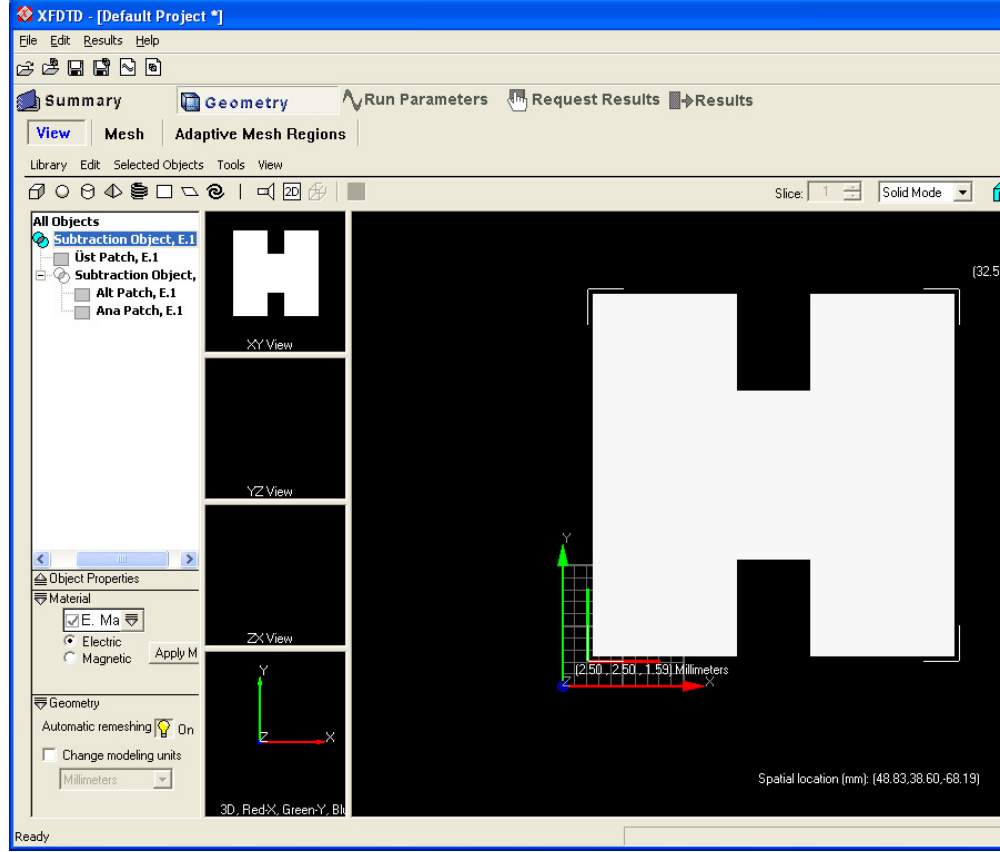 XFDTD - [Default Project *]
File Edit Results Help
Summary Geometry Run Parameters Request Results Results
View Mesh Adaptive Mesh Regions
Library Edit Selected Objects Tools View
2D Slice: 1 Solid Mode
All Objects
Subtraction Object, E.1
Üst Patch, E.1
Subtraction Object,
Alt Patch, E.1
Ana Patch, E.1
Object Properties
Material
E. Ma
Electric
Magnetic
Apply M
Geometry
Automatic remeshing On
Change modeling units
Millimeters
XY View
YZ View
ZX View
Y
Z X
3D, Red-X, Green-Y, Blu
(32.5
Y
(2.50 , 2.50 , 1.59) Millimeters
Z X
Spatial location (mm): (48.83,38.60,-68.19)
Ready